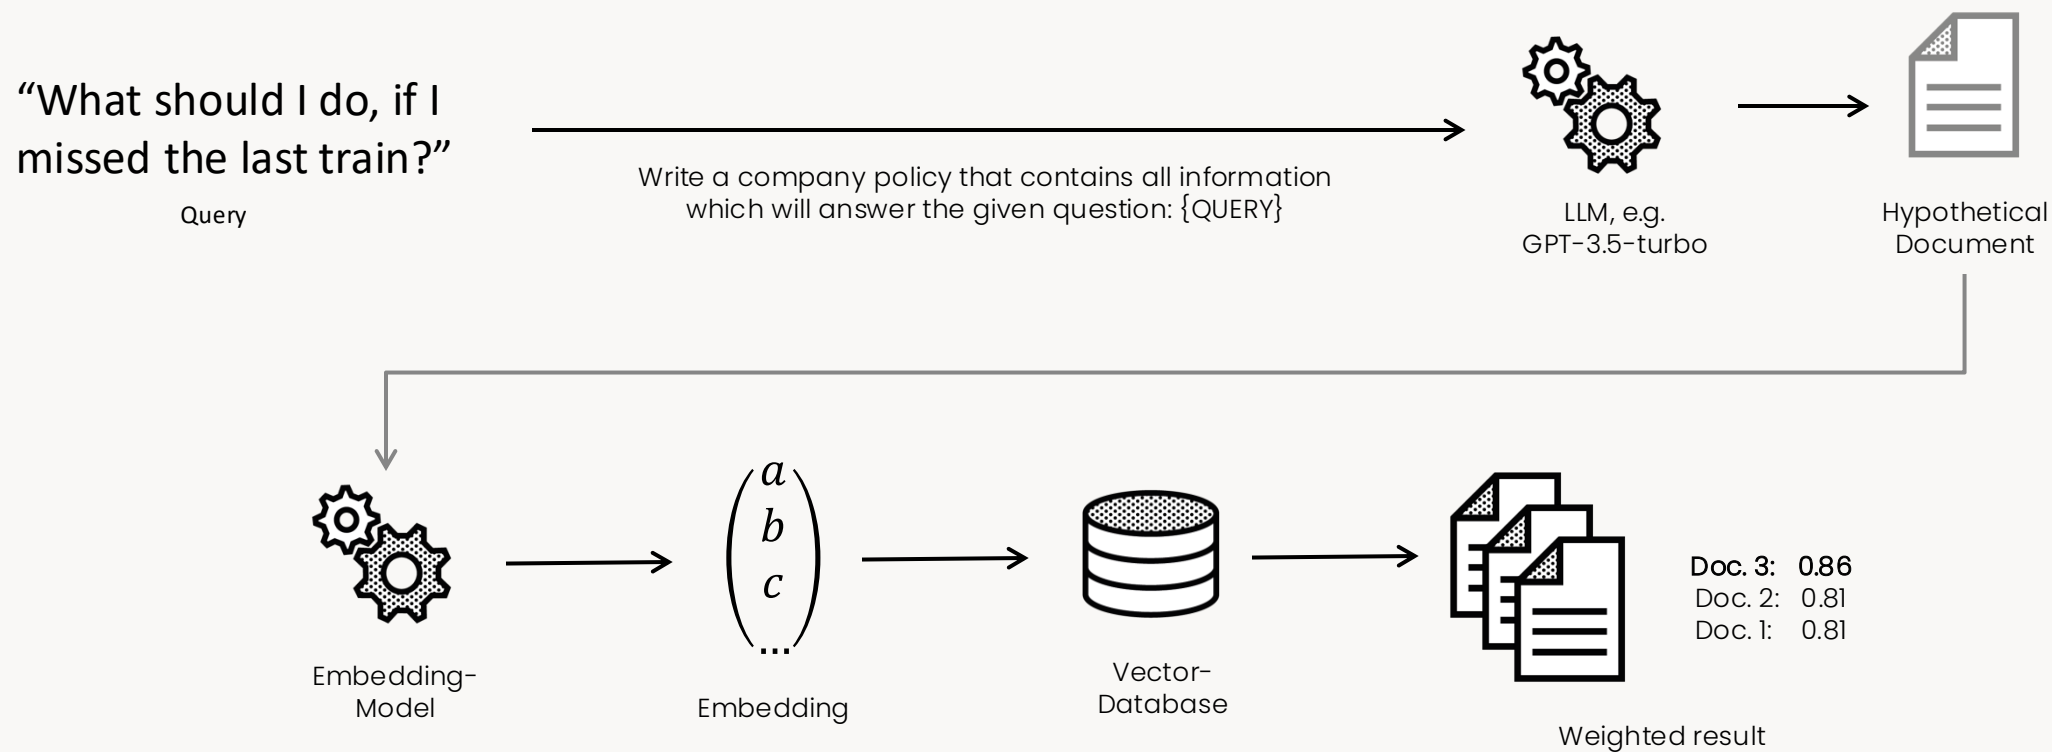 “What should I do, if I
missed the last train?”
Query
Write a company policy that contains all information
which will answer the given question: {QUERY}
LLM, e.g.
GPT-3.5-turbo
Hypothetical
Document
Embedding-
Model
a
b
c
...
Embedding
Vector-
Database
Doc. 3: 0.86
Doc. 2: 0.81
Doc. 1: 0.81
Weighted result